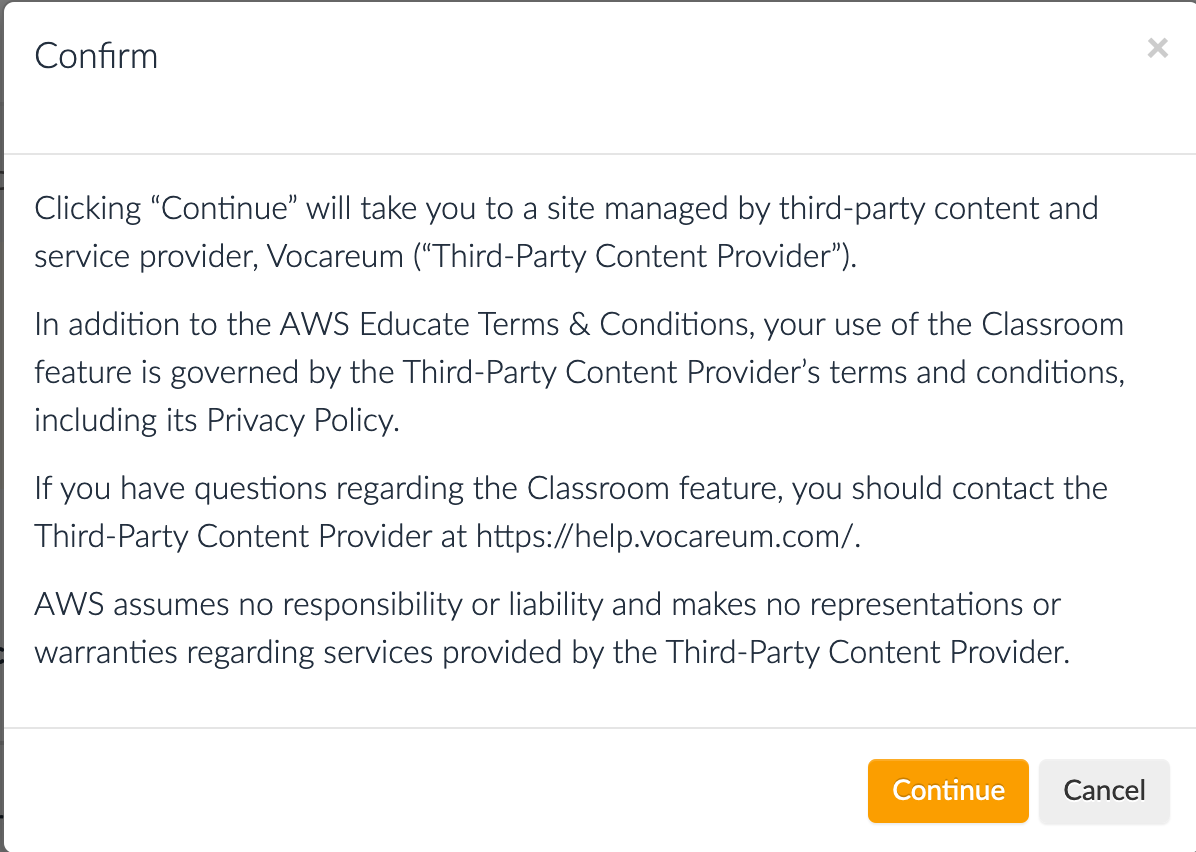 Confirm
×
Clicking “Continue” will take you to a site managed by third-party content and
service provider, Vocareum (“Third-Party Content Provider”).
In addition to the AWS Educate Terms & Conditions, your use of the Classroom
feature is governed by the Third-Party Content Provider’s terms and conditions,
including its Privacy Policy.
If you have questions regarding the Classroom feature, you should contact the
Third-Party Content Provider at https://help.vocareum.com/.
AWS assumes no responsibility or liability and makes no representations or
warranties regarding services provided by the Third-Party Content Provider.
Continue Cancel